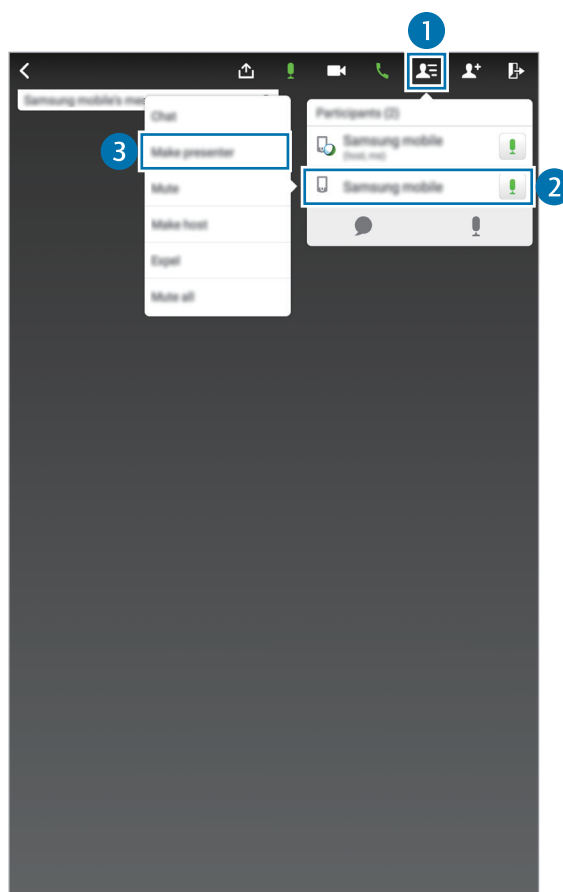 1
Samsung mobile's me
Chat
Make presenter
Mute
Make host
Expel
Mute all
3
Participants (2)
Samsung mobile
(host, me)
Samsung mobile
2